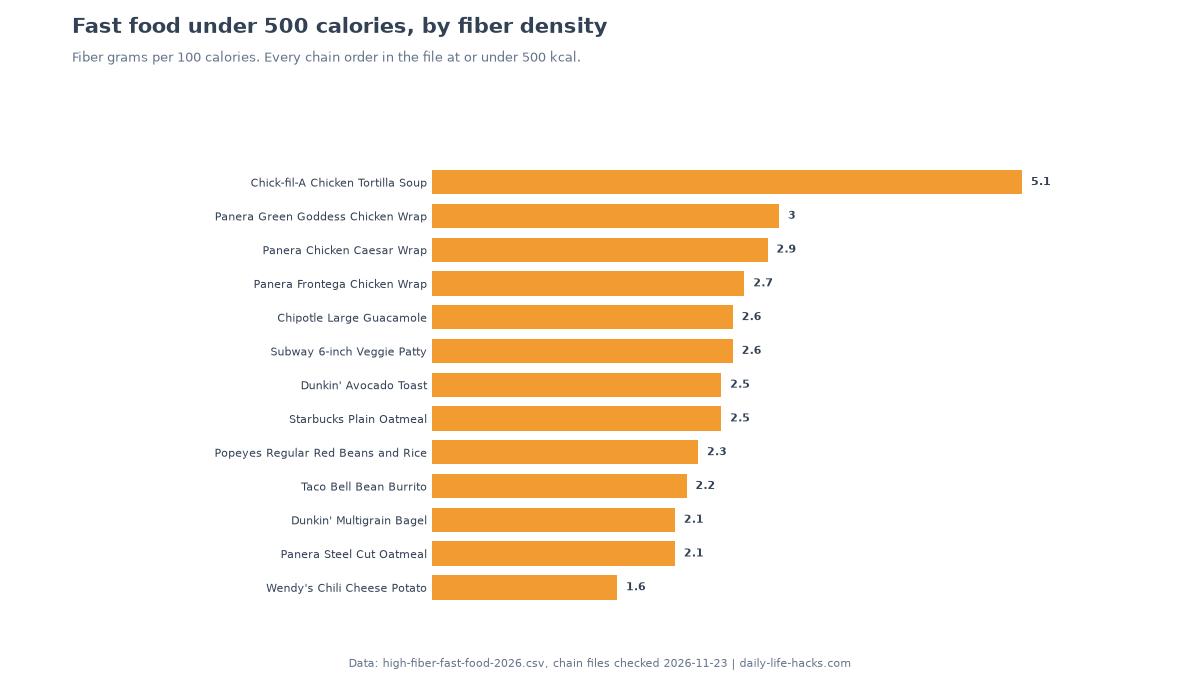 Fast food under 500 calories, by fiber density
Fiber grams per 100 calories. Every chain order in the file at or under 500 kcal.
Chick-fil-A Chicken Tortilla Soup 5.1
Panera Green Goddess Chicken Wrap 3
Panera Chicken Caesar Wrap 2.9
Panera Frontega Chicken Wrap 2.7
Chipotle Large Guacamole 2.6
Subway 6-inch Veggie Patty 2.6
Dunkin' Avocado Toast 2.5
Starbucks Plain Oatmeal 2.5
Popeyes Regular Red Beans and Rice 2.3
Taco Bell Bean Burrito 2.2
Dunkin' Multigrain Bagel 2.1
Panera Steel Cut Oatmeal 2.1
Wendy's Chili Cheese Potato 1.6
Data: high-fiber-fast-food-2026.csv, chain files checked 2026-11-23 | daily-life-hacks.com